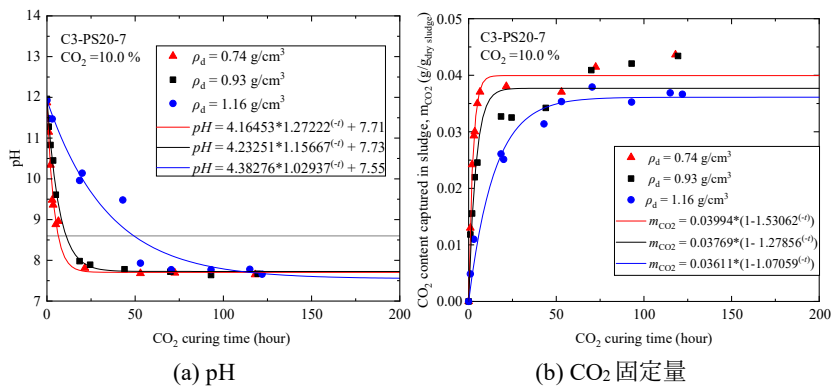 C3-PS20-7
CO₂ =10.0 %
ρd = 0.74 g/cm³
ρd = 0.93 g/cm³
ρd = 1.16 g/cm³
pH = 4.16453*1.27222^(-t) + 7.71
pH = 4.23251*1.15667^(-t) + 7.73
pH = 4.38276*1.02937^(-t) + 7.55
pH
14
13
12
11
10
9
8
7
0 50 100 150 200
CO₂ curing time (hour)
(a) pH
C3-PS20-7
CO₂ =10.0 %
CO₂ content captured in sludge, mCO2 (g/gdry sludge)
0.05
0.04
0.03
0.02
0.01
0.00
ρd = 0.74 g/cm³
ρd = 0.93 g/cm³
ρd = 1.16 g/cm³
mCO2 = 0.03994*(1-1.53062^(-t)
mCO2 = 0.03769*(1- 1.27856^(-t)
mCO2 = 0.03611*(1-1.07059^(-t)
0 50 100 150 200
CO₂ curing time (hour)
(b) CO₂ 固定量